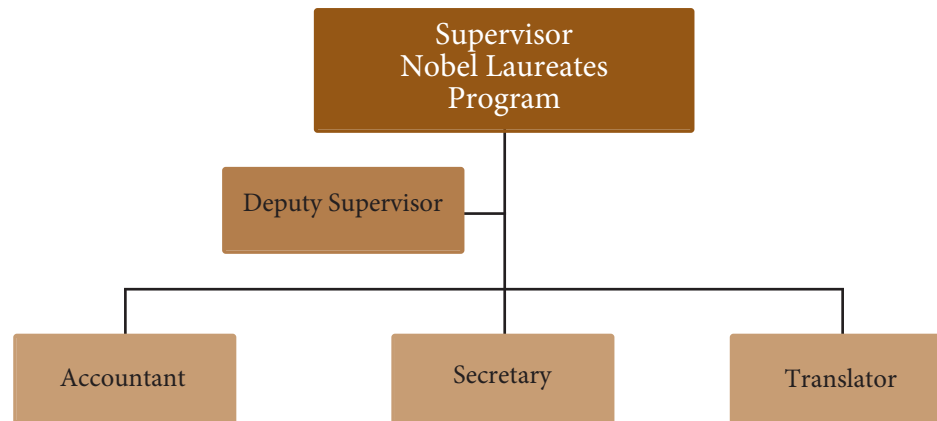 Supervisor
Nobel Laureates
Program
Deputy Supervisor
Accountant
Secretary
Translator